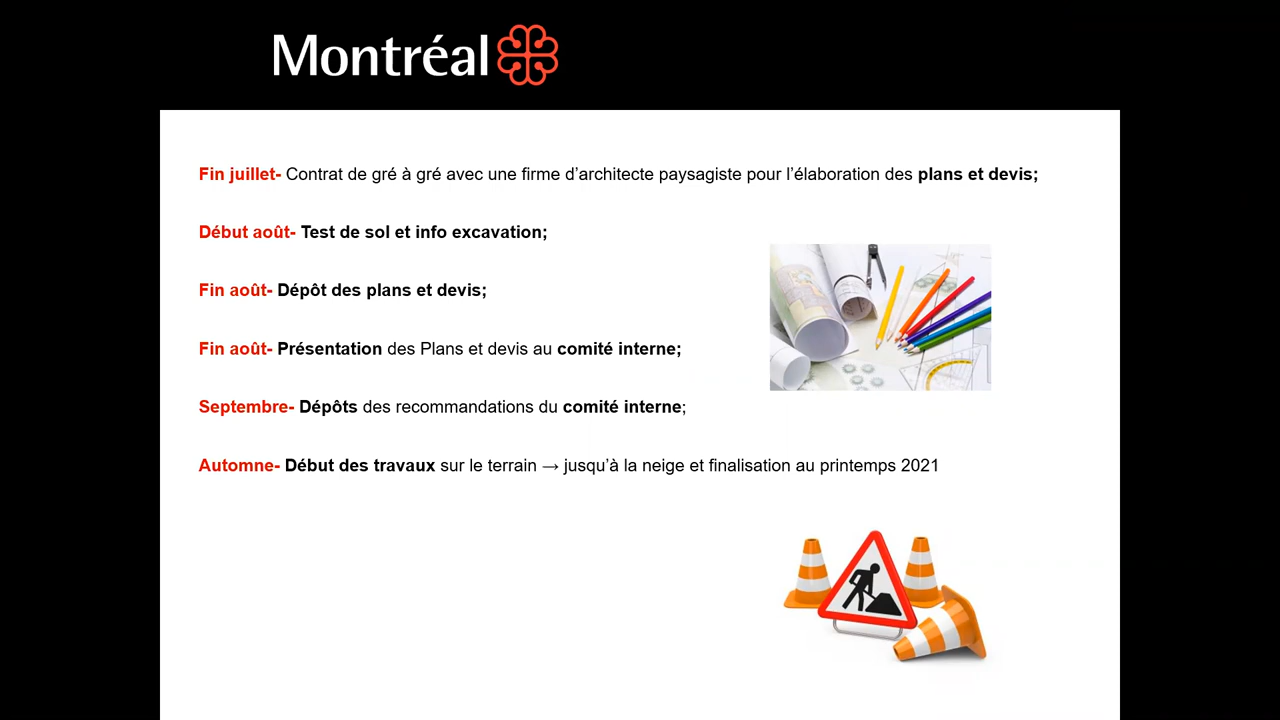 Montréal
Fin juillet- Contrat de gré à gré avec une firme d’architecte paysagiste pour l’élaboration des plans et devis;
Début août- Test de sol et info excavation;
Fin août- Dépôt des plans et devis;
Fin août- Présentation des Plans et devis au comité interne;
Septembre- Dépôts des recommandations du comité interne;
Automne- Début des travaux sur le terrain → jusqu’à la neige et finalisation au printemps 2021